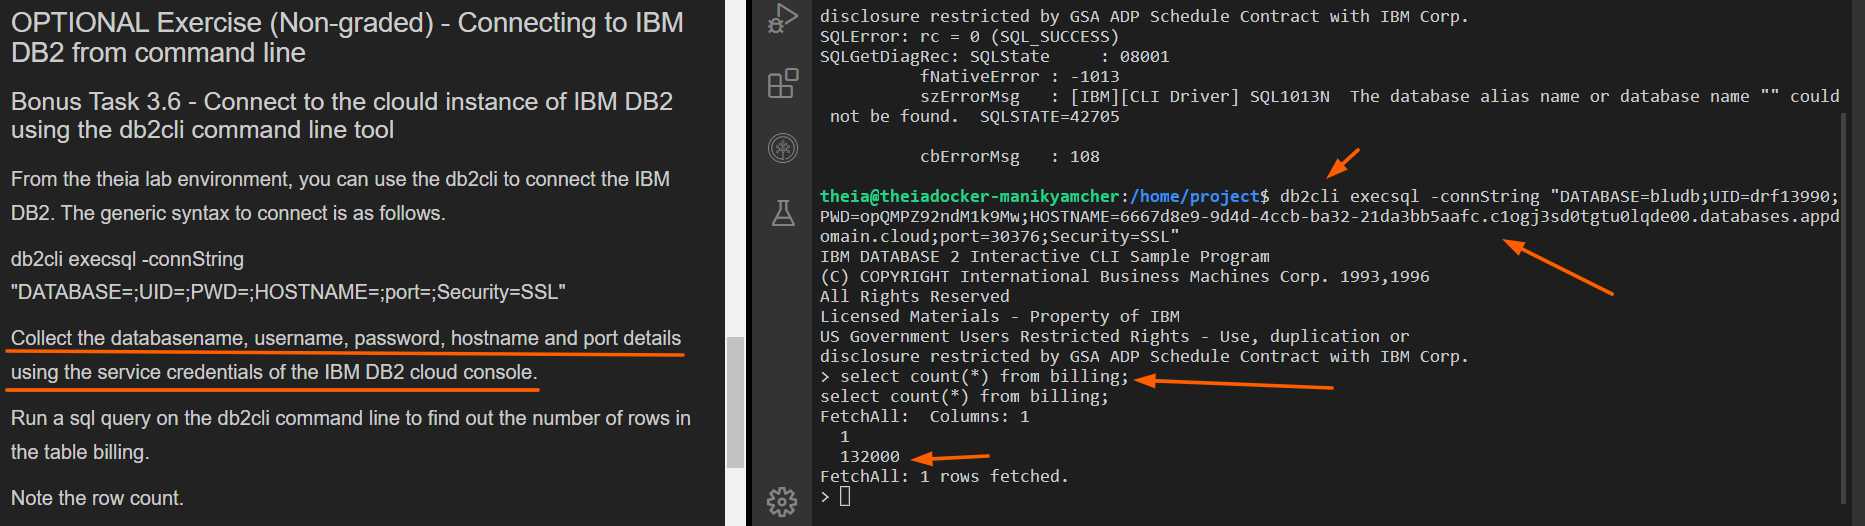 OPTIONAL Exercise (Non-graded) - Connecting to IBM
DB2 from command line
Bonus Task 3.6 - Connect to the clould instance of IBM DB2
using the db2cli command line tool
From the theia lab environment, you can use the db2cli to connect the IBM
DB2. The generic syntax to connect is as follows.
db2cli execsql -connString
"DATABASE=;UID=;PWD=;HOSTNAME=;port=;Security=SSL"
Collect the databasename, username, password, hostname and port details
using the service credentials of the IBM DB2 cloud console.
Run a sql query on the db2cli command line to find out the number of rows in
the table billing.
Note the row count.
disclosure restricted by GSA ADP Schedule Contract with IBM Corp.
SQLError: rc = 0 (SQL_SUCCESS)
SQLGetDiagRec: SQLState     : 08001
          fNativeError : -1013
          szErrorMsg   : [IBM][CLI Driver] SQL1013N  The database alias name or database name "" could
 not be found.  SQLSTATE=42705
          cbErrorMsg   : 108
theia@theiadocker-manikyamcher:/home/project$ db2cli execsql -connString "DATABASE=bludb;UID=drf13990;
PWD=opQMPZ92ndM1k9Mw;HOSTNAME=6667d8e9-9d4d-4ccb-ba32-21da3bb5aafc.c1ogj3sd0tgtu0lqde00.databases.appd
omain.cloud;port=30376;Security=SSL"
IBM DATABASE 2 Interactive CLI Sample Program
(C) COPYRIGHT International Business Machines Corp. 1993,1996
All Rights Reserved
Licensed Materials - Property of IBM
US Government Users Restricted Rights - Use, duplication or
disclosure restricted by GSA ADP Schedule Contract with IBM Corp.
> select count(*) from billing;
select count(*) from billing;
FetchAll:  Columns: 1
  1
  132000
FetchAll: 1 rows fetched.
>